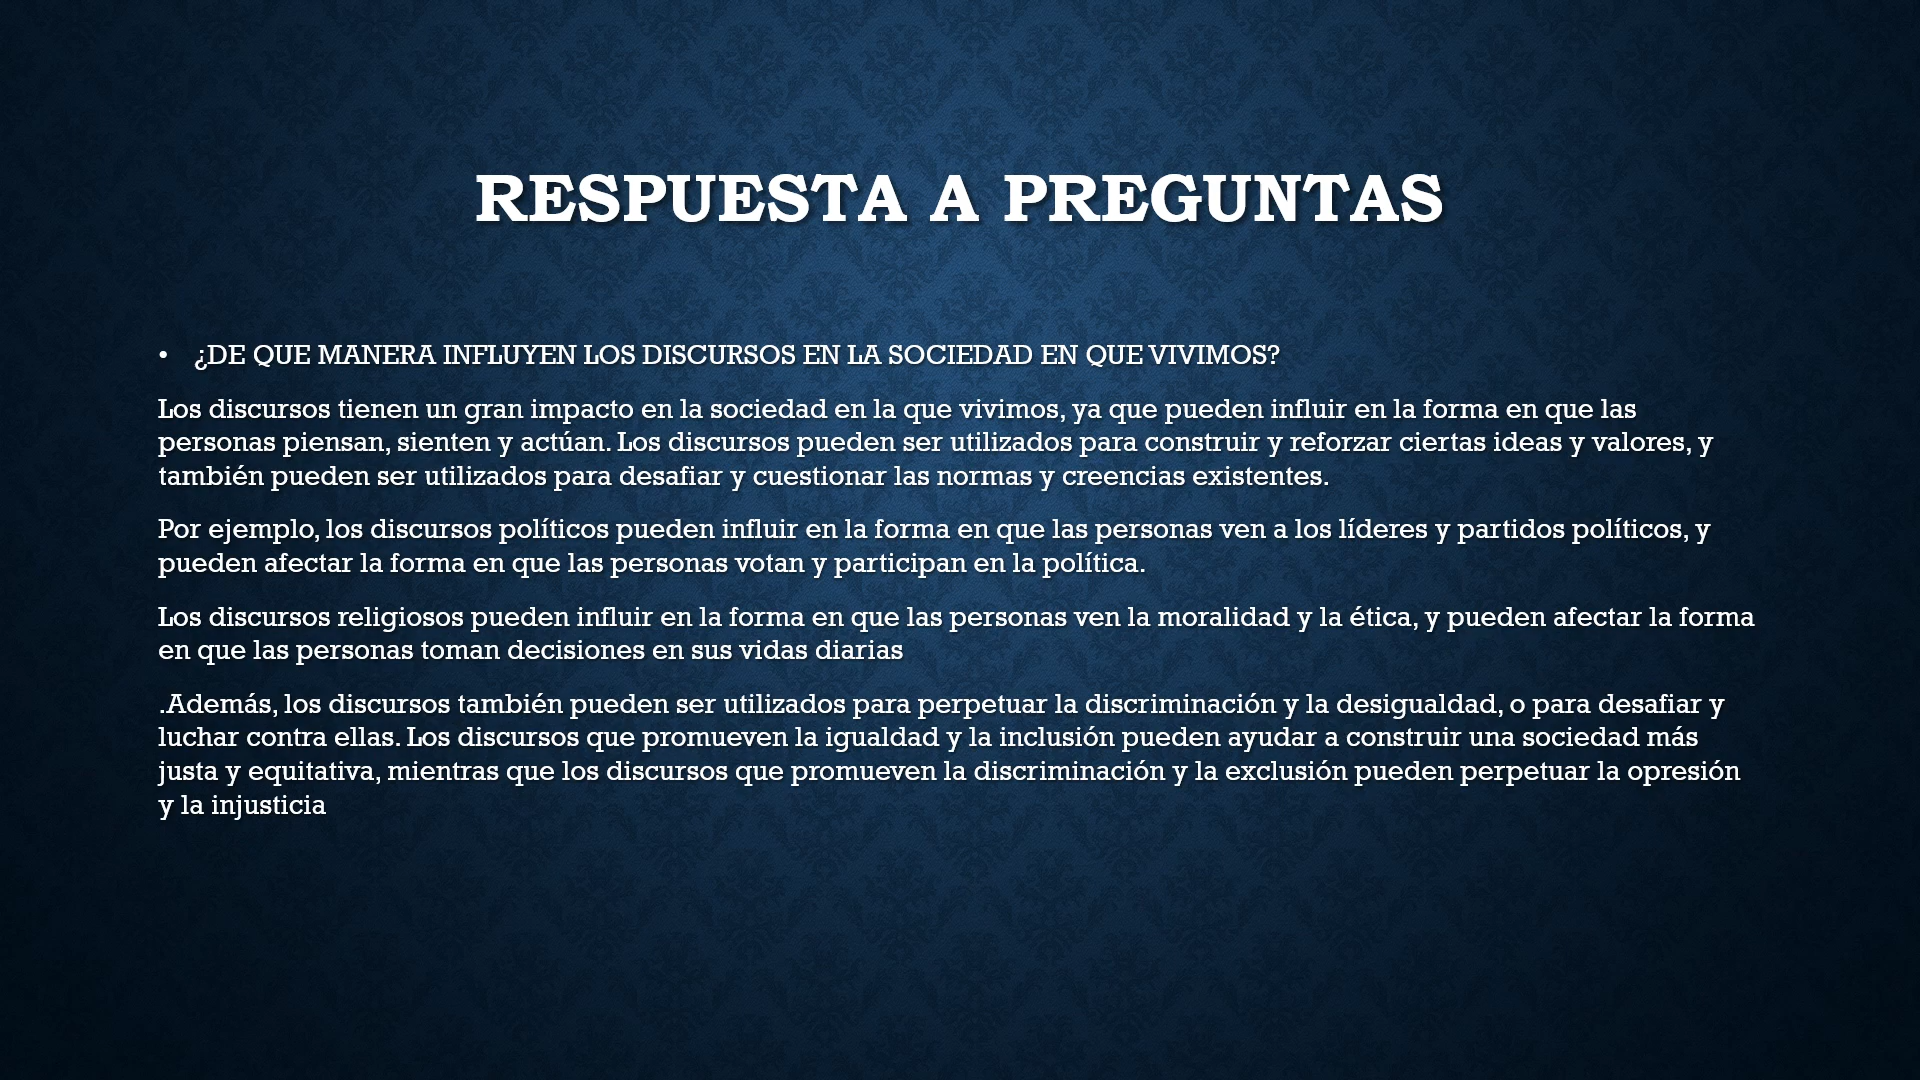 RESPUESTA A PREGUNTAS
• ¿DE QUE MANERA INFLUYEN LOS DISCURSOS EN LA SOCIEDAD EN QUE VIVIMOS?
Los discursos tienen un gran impacto en la sociedad en la que vivimos, ya que pueden influir en la forma en que las
personas piensan, sienten y actúan. Los discursos pueden ser utilizados para construir y reforzar ciertas ideas y valores, y
también pueden ser utilizados para desafiar y cuestionar las normas y creencias existentes.
Por ejemplo, los discursos políticos pueden influir en la forma en que las personas ven a los líderes y partidos políticos, y
pueden afectar la forma en que las personas votan y participan en la política.
Los discursos religiosos pueden influir en la forma en que las personas ven la moralidad y la ética, y pueden afectar la forma
en que las personas toman decisiones en sus vidas diarias
.Además, los discursos también pueden ser utilizados para perpetuar la discriminación y la desigualdad, o para desafiar y
luchar contra ellas. Los discursos que promueven la igualdad y la inclusión pueden ayudar a construir una sociedad más
justa y equitativa, mientras que los discursos que promueven la discriminación y la exclusión pueden perpetuar la opresión
y la injusticia